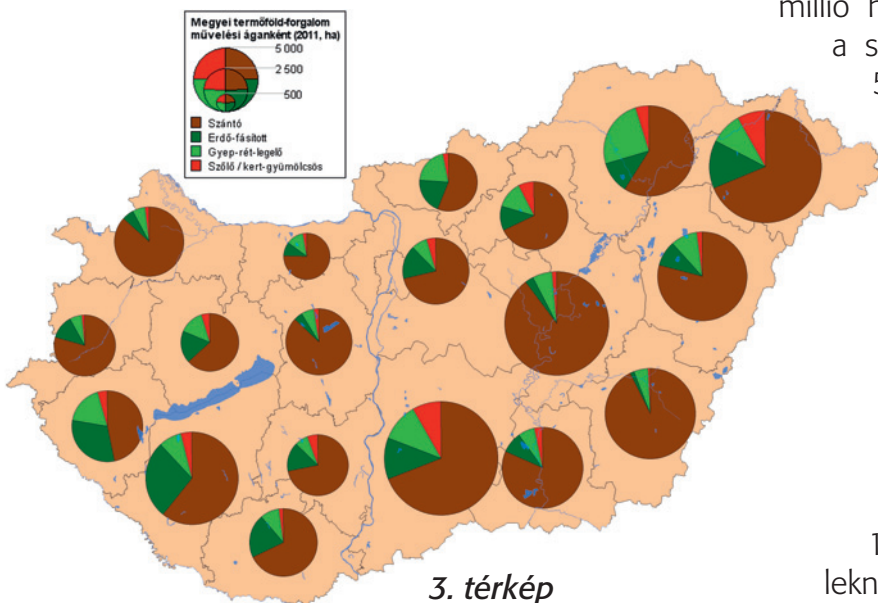 Megyei termőföld-forgalom
művelési áganként (2011, ha)
5 000
2 500
500
Szántó
Erdő-fásított
Gyep-rét-legelő
Szőlő / kert-gyümölcsös
3. térkép
millió
a